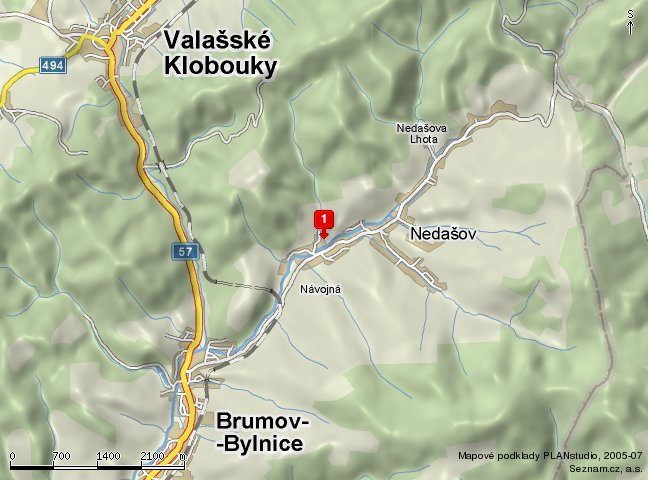 S
Valašské
Klobouky
494
Nedašova
Lhota
1
Nedašov
57
Návojná
Brumov-
-Bylnice
0 700 1400 2100 m
Mapové podklady PLANstudio, 2005-07
Seznam.cz, a.s.